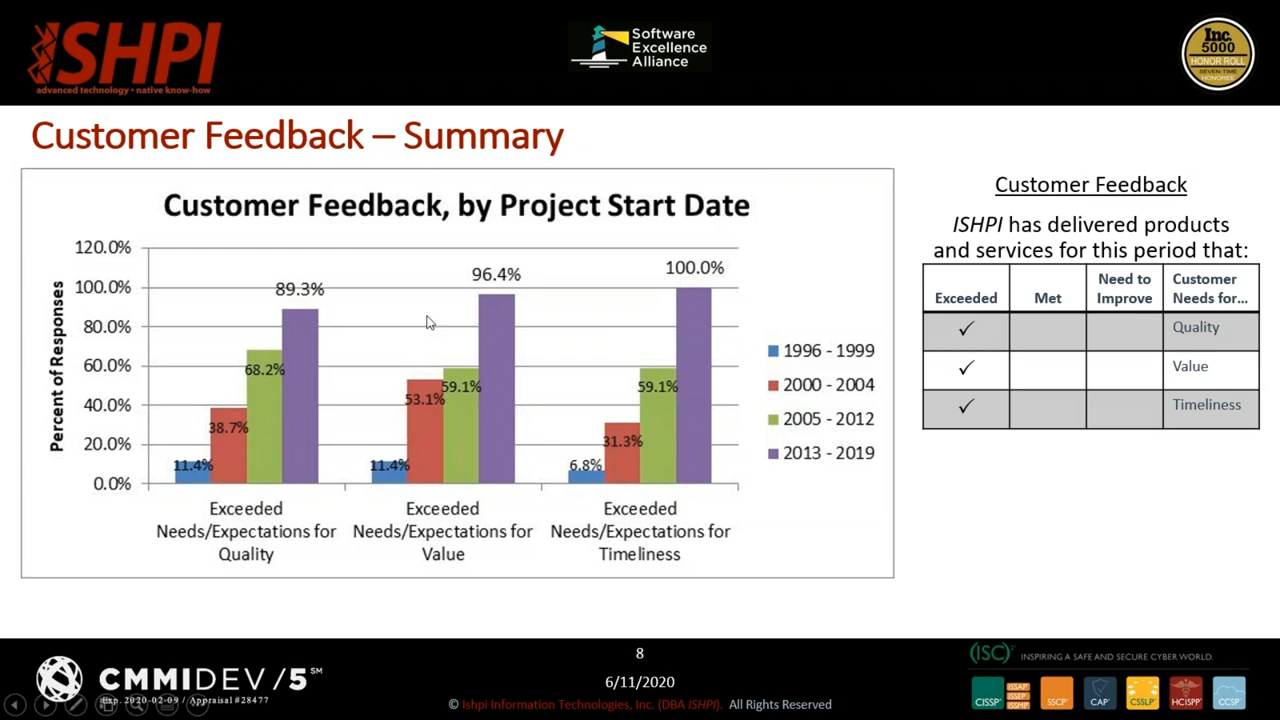 ISHPI
advanced technology • native know-how
Software
Excellence
Alliance
Inc.
5000
HONOR ROLL
SEVEN-TIME
HONOREE
Customer Feedback – Summary
Customer Feedback, by Project Start Date
Percent of Responses
120.0%
100.0%
80.0%
60.0%
40.0%
20.0%
0.0%
11.4%
38.7%
68.2%
89.3%
11.4%
53.1%
59.1%
96.4%
6.8%
31.3%
59.1%
100.0%
Exceeded
Needs/Expectations for
Quality
Exceeded
Needs/Expectations for
Value
Exceeded
Needs/Expectations for
Timeliness
1996 - 1999
2000 - 2004
2005 - 2012
2013 - 2019
Customer Feedback
ISHPI has delivered products
and services for this period that:
Exceeded Met Need to Improve Customer Needs for...
✓ Quality
✓ Value
✓ Timeliness
CMMIDEV/5 SM
Exp. 2020-02-09 / Appraisal #28477
8
6/11/2020
© Ishpi Information Technologies, Inc. (DBA ISHPI). All Rights Reserved
(ISC)² INSPIRING A SAFE AND SECURE CYBER WORLD.
CISSP
ISSAP
ISSEP
ISSMP
SSCP
CAP
CSSLP
HCISPP
CCSP